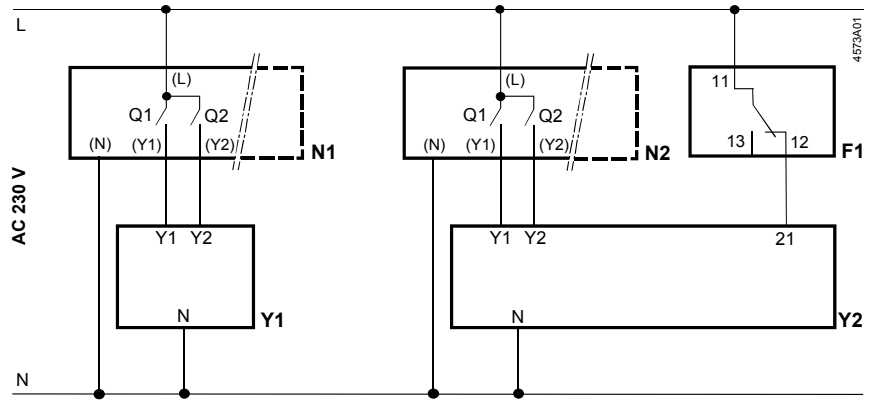 L
4573A01
(L)
(L)
11
Q1 Q2
Q1 Q2
(N) (Y1) (Y2)
N1
(N) (Y1) (Y2)
N2
13 12
F1
AC 230 V
Y1 Y2
Y1 Y2
21
N
Y1
N
Y2
N